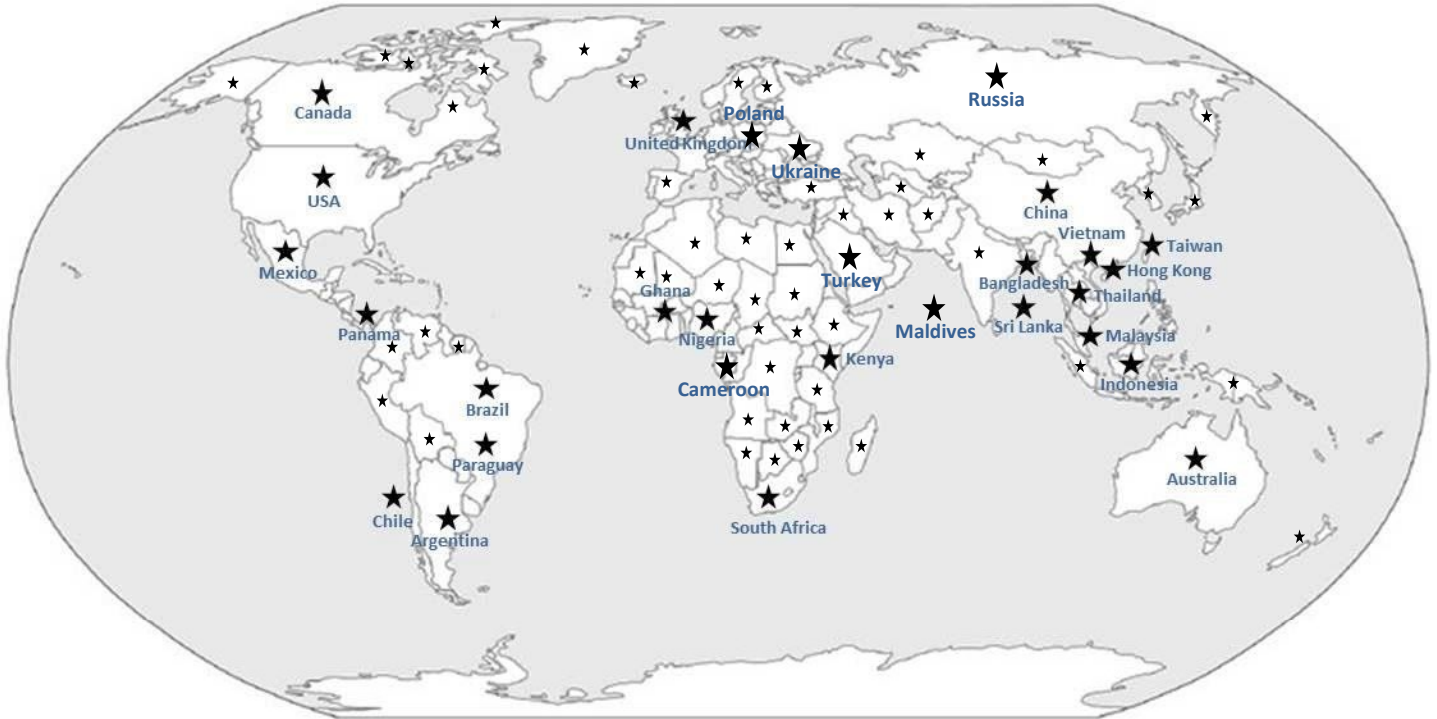 Canada
Russia
Poland
United Kingdon
Ukraine
USA
China
Vietnam
Taiwan
Mexico
Hong Kong
Turkey
Bangladesh
Ghana
Thailand
Maldives
Sri Lanka
Panama
Nigeria
Malaysia
Kenya
Cameroon
Indonesia
Brazil
Paraguay
Australia
Chile
South Africa
Argentina